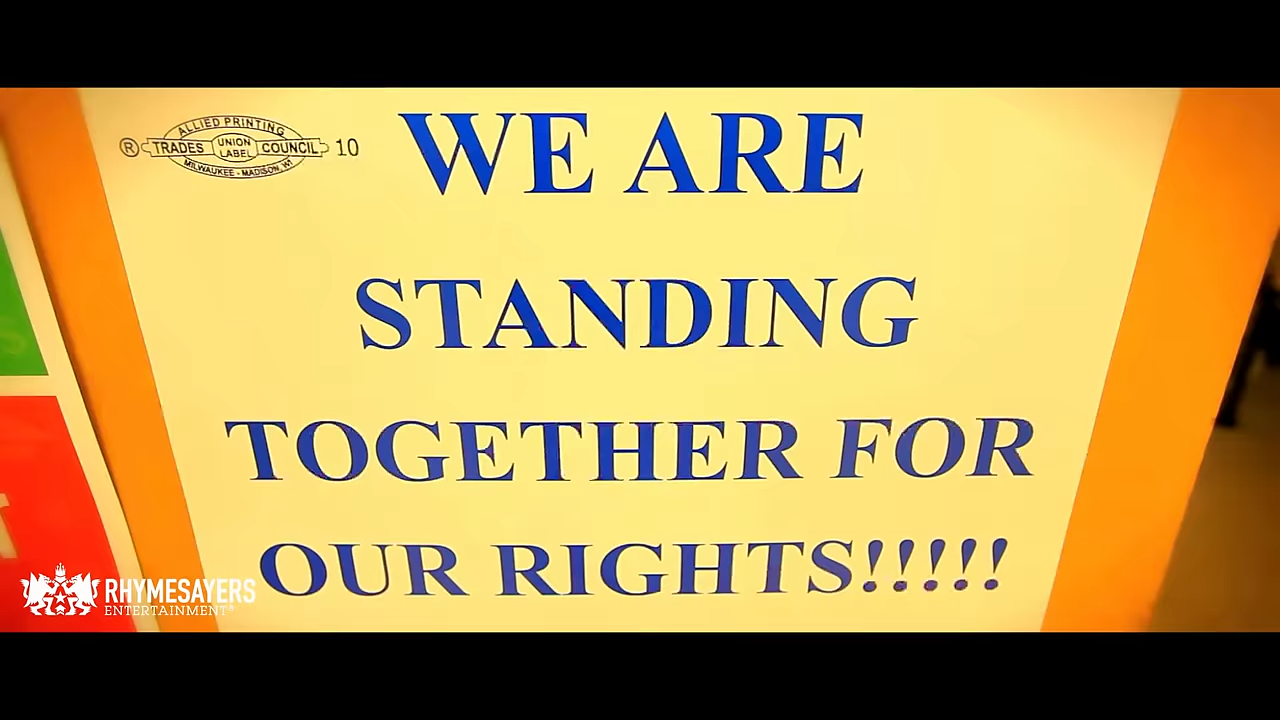 ALLIED PRINTING
® TRADES UNION LABEL COUNCIL 10
MILWAUKEE - MADISON, WI
WE ARE
STANDING
TOGETHER FOR
OUR RIGHTS!!!!!
RHYMESAYERS
ENTERTAINMENT